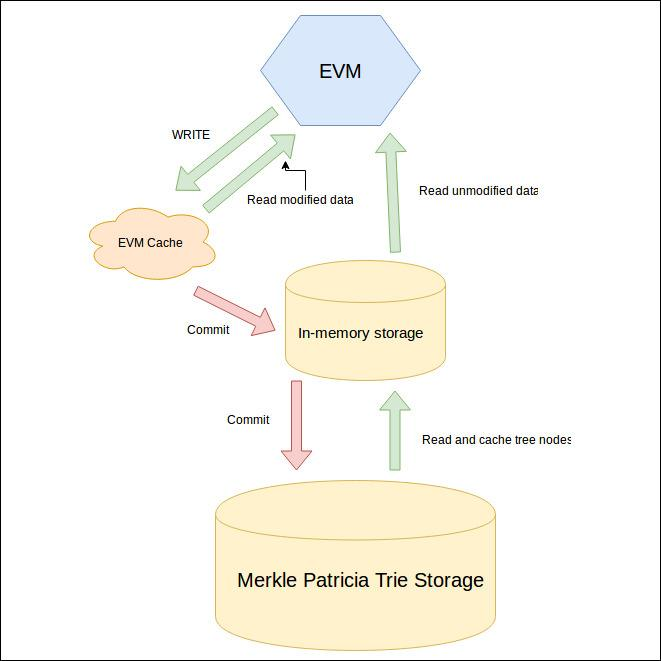 EVM
WRITE
Read modified data
Read unmodified data
EVM Cache
Commit
In-memory storage
Commit
Read and cache tree nodes
Merkle Patricia Trie Storage